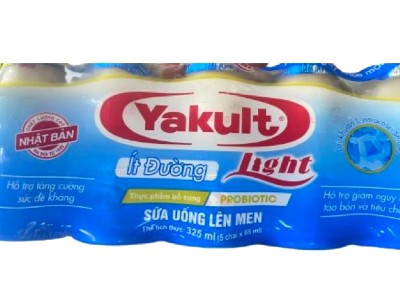 Yakult
NHẬT BẢN
Ít Đường
Light
Thực phẩm bổ sung
PROBIOTIC
SỮA UỐNG LÊN MEN
Thể tích thực: 325 ml (5 chai x 65 ml)
Hỗ trợ tăng cường
sức đề kháng
Hỗ trợ giảm nguy
táo bón và tiêu chảy